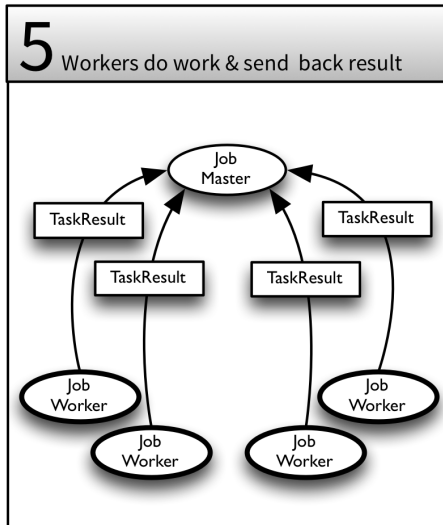 5 Workers do work & send back result
Job
Master
TaskResult
TaskResult
TaskResult
TaskResult
Job
Worker
Job
Worker
Job
Worker
Job
Worker